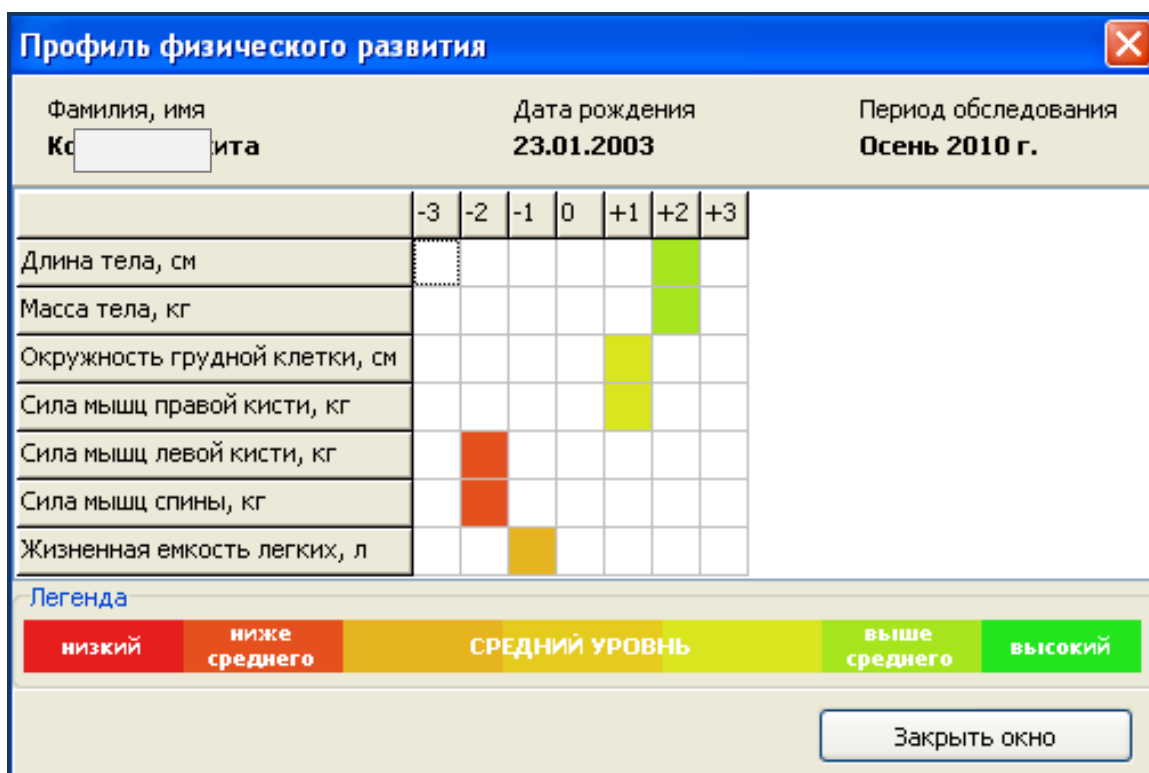 Профиль физического развития
Фамилия, имя Дата рождения Период обследования
23.01.2003 Осень 2010 г.
-3 -2 -1 0 +1 +2 +3
Длина тела, см
Масса тела, кг
Окружность грудной клетки, см
Сила мышц правой кисти, кг
Сила мышц левой кисти, кг
Сила мышц спины, кг
Жизненная емкость легких, л
Легенда
низкий ниже среднего СРЕДНИЙ УРОВНЬ выше среднего высокий
Закрыть окно